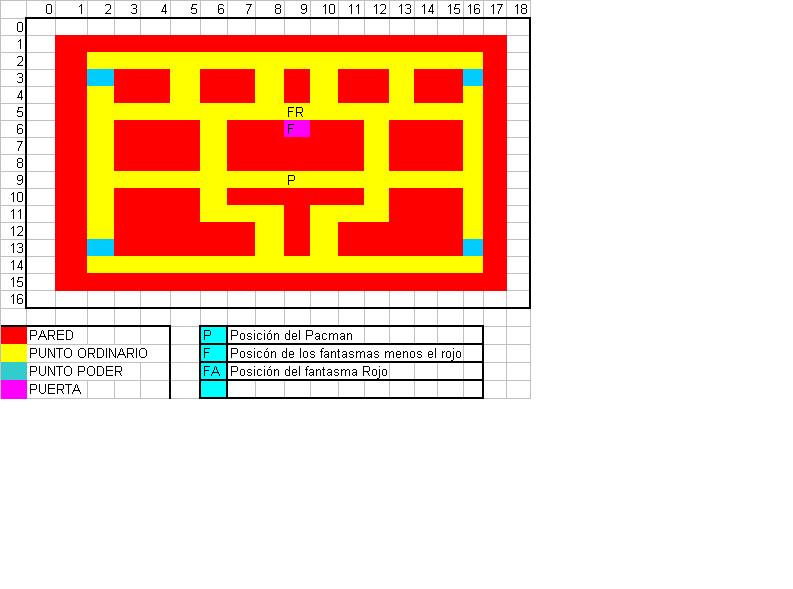 0 1 2 3 4 5 6 7 8 9 10 11 12 13 14 15 16 17 18
0
1
2
3
4
5 FR
6 F
7
8
9 P
10
11
12
13
14
15
16
PARED P Posición del Pacman
PUNTO ORDINARIO F Posicón de los fantasmas menos el rojo
PUNTO PODER FA Posición del fantasma Rojo
PUERTA